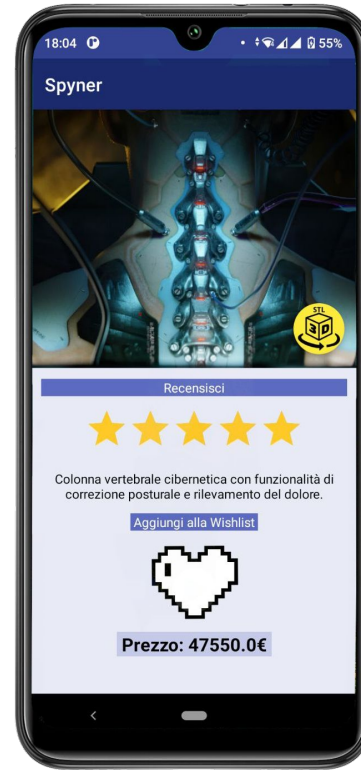 18:04
55%
Spyner
STL
3D
Recensisci
Colonna vertebrale cibernetica con funzionalità di
correzione posturale e rilevamento del dolore.
Aggiungi alla Wishlist
Prezzo: 47550.0€